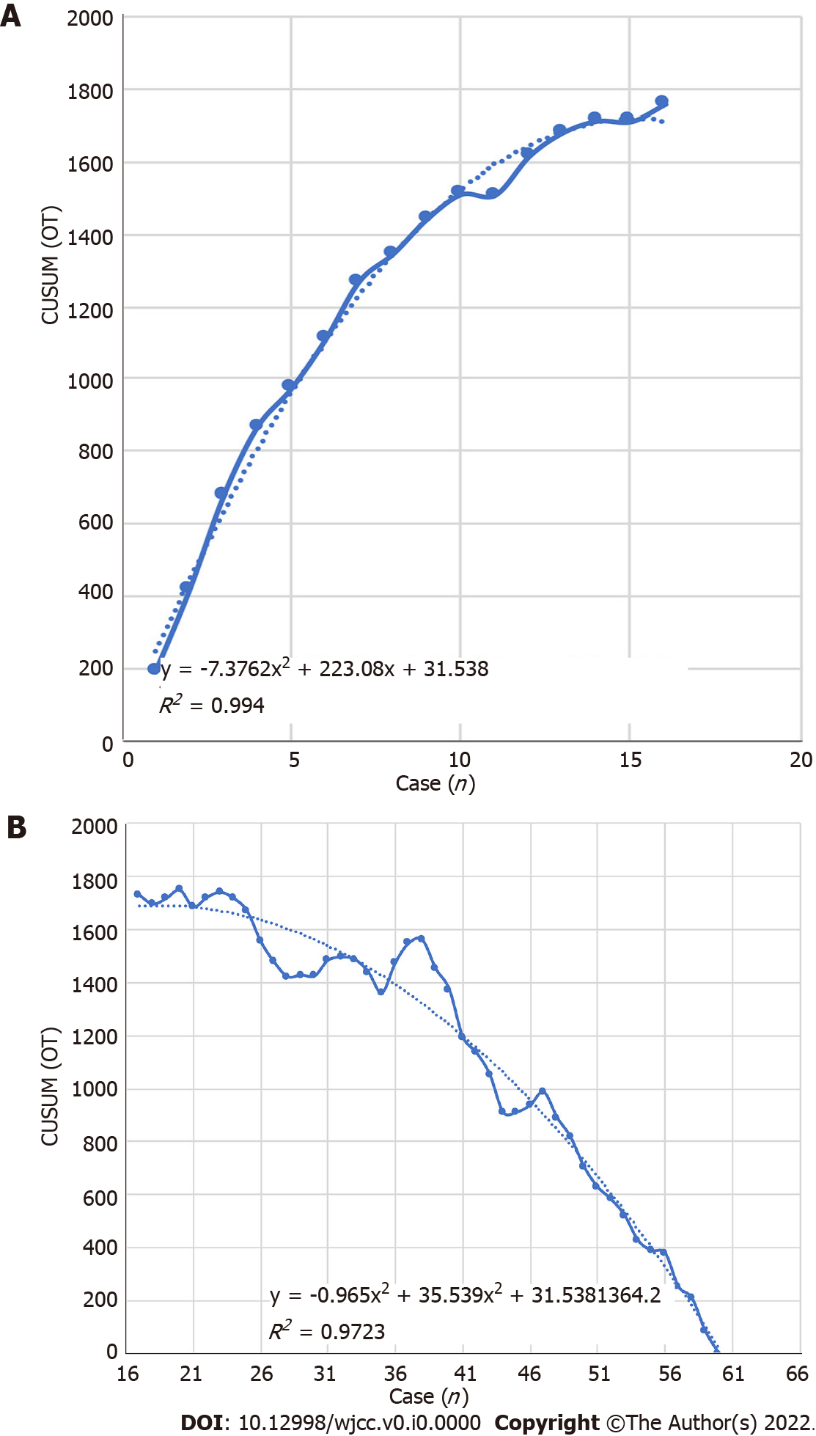 A
2000
1800
1600
1400
1200
1000
800
600
400
200
0
CUSUM (OT)
y = -7.3762x² + 223.08x + 31.538
R² = 0.994
0 5 10 15 20
Case (n)
B
2000
1800
1600
1400
1200
1000
800
600
400
200
0
CUSUM (OT)
y = -0.965x² + 35.539x² + 31.5381364.2
R² = 0.9723
16 21 26 31 36 41 46 51 56 61 66
Case (n)
DOI: 10.12998/wjcc.v0.i0.0000 Copyright ©The Author(s) 2022.